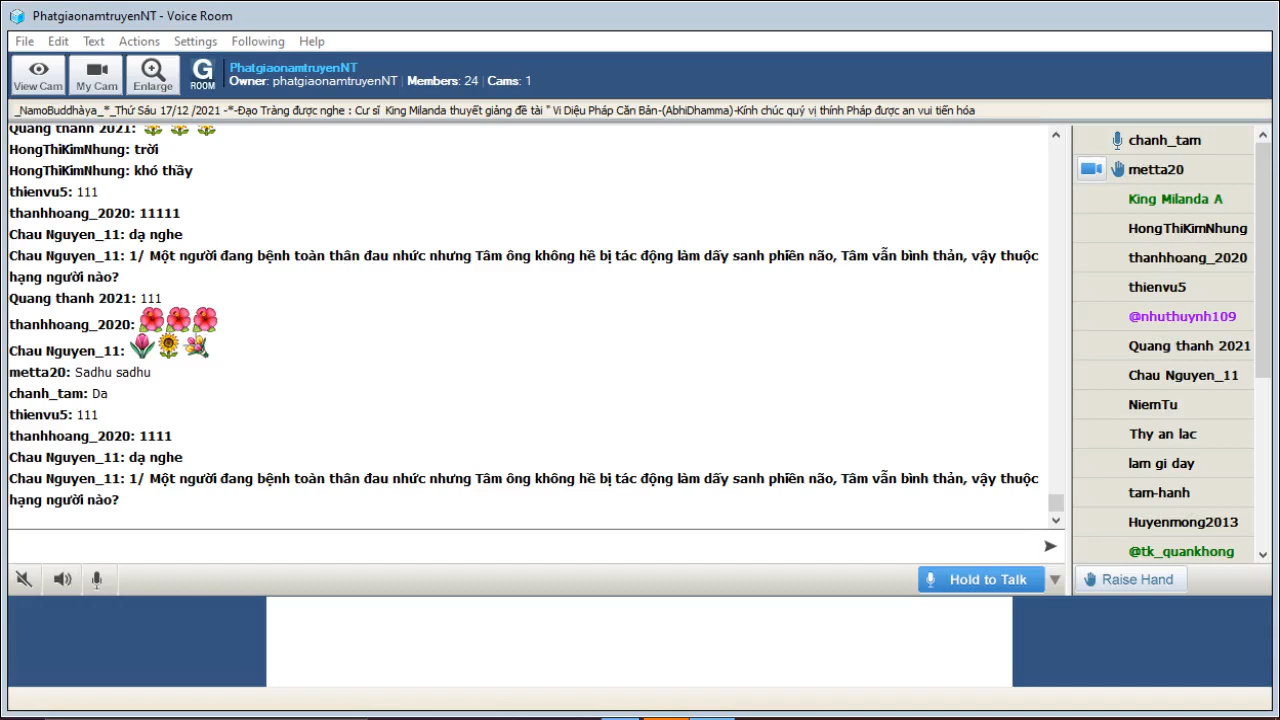 PhatgiaonamtruyenNT - Voice Room
File Edit Text Actions Settings Following Help
View Cam My Cam Enlarge G ROOM
PhatgiaonamtruyenNT
Owner: phatgiaonamtruyenNT | Members: 24 | Cams: 1
_NamoBuddhàya_*_Thứ Sáu 17/12 /2021 -*-Đạo Tràng được nghe : Cư sĩ King Milanda thuyết giảng đề tài " Vi Diệu Pháp Căn Bản-(AbhiDhamma)-Kính chúc quý vị thính Pháp được an vui tiến hóa
Quang thanh 2021:
HongThiKimNhung: trời
HongThiKimNhung: khó thầy
thienvu5: 111
thanhhoang_2020: 11111
Chau Nguyen_11: dạ nghe
Chau Nguyen_11: 1/ Một người đang bệnh toàn thân đau nhức nhưng Tâm ông không hề bị tác động làm dấy sanh phiền não, Tâm vẫn bình thản, vậy thuộc
hạng người nào?
Quang thanh 2021: 111
thanhhoang_2020:
Chau Nguyen_11:
metta20: Sadhu sadhu
chanh_tam: Da
thienvu5: 111
thanhhoang_2020: 1111
Chau Nguyen_11: dạ nghe
Chau Nguyen_11: 1/ Một người đang bệnh toàn thân đau nhức nhưng Tâm ông không hề bị tác động làm dấy sanh phiền não, Tâm vẫn bình thản, vậy thuộc
hạng người nào?
Hold to Talk
chanh_tam
metta20
King Milanda A
HongThiKimNhung
thanhhoang_2020
thienvu5
@nhuthuynh109
Quang thanh 2021
Chau Nguyen_11
NiemTu
Thy an lac
lam gi day
tam-hanh
Huyenmong2013
@tk_quankhong
Raise Hand